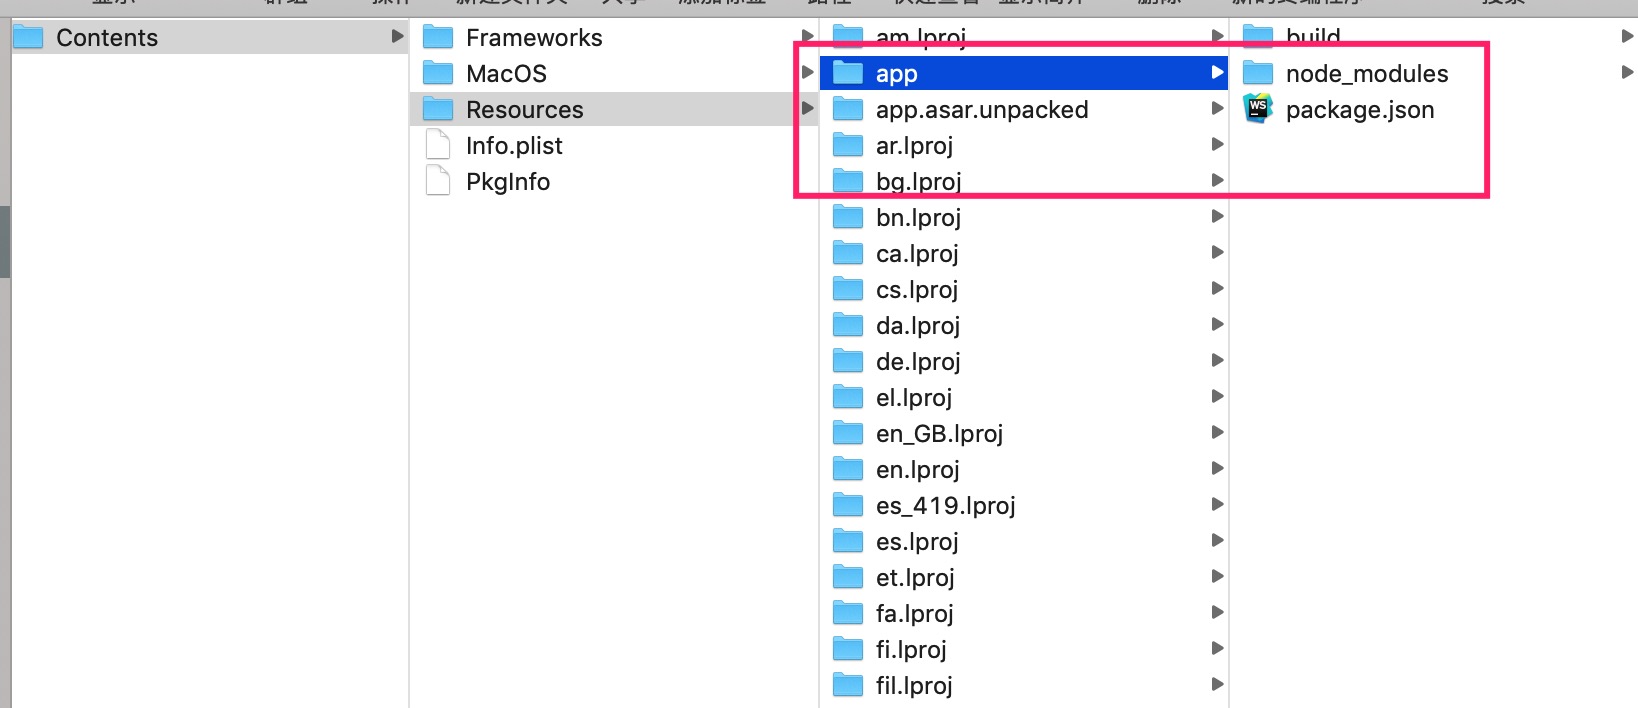 Contents
Frameworks
MacOS
Resources
Info.plist
PkgInfo
am.lproj
app
app.asar.unpacked
ar.lproj
bg.lproj
bn.lproj
ca.lproj
cs.lproj
da.lproj
de.lproj
el.lproj
en_GB.lproj
en.lproj
es_419.lproj
es.lproj
et.lproj
fa.lproj
fi.lproj
fil.lproj
build
node_modules
WS
package.json